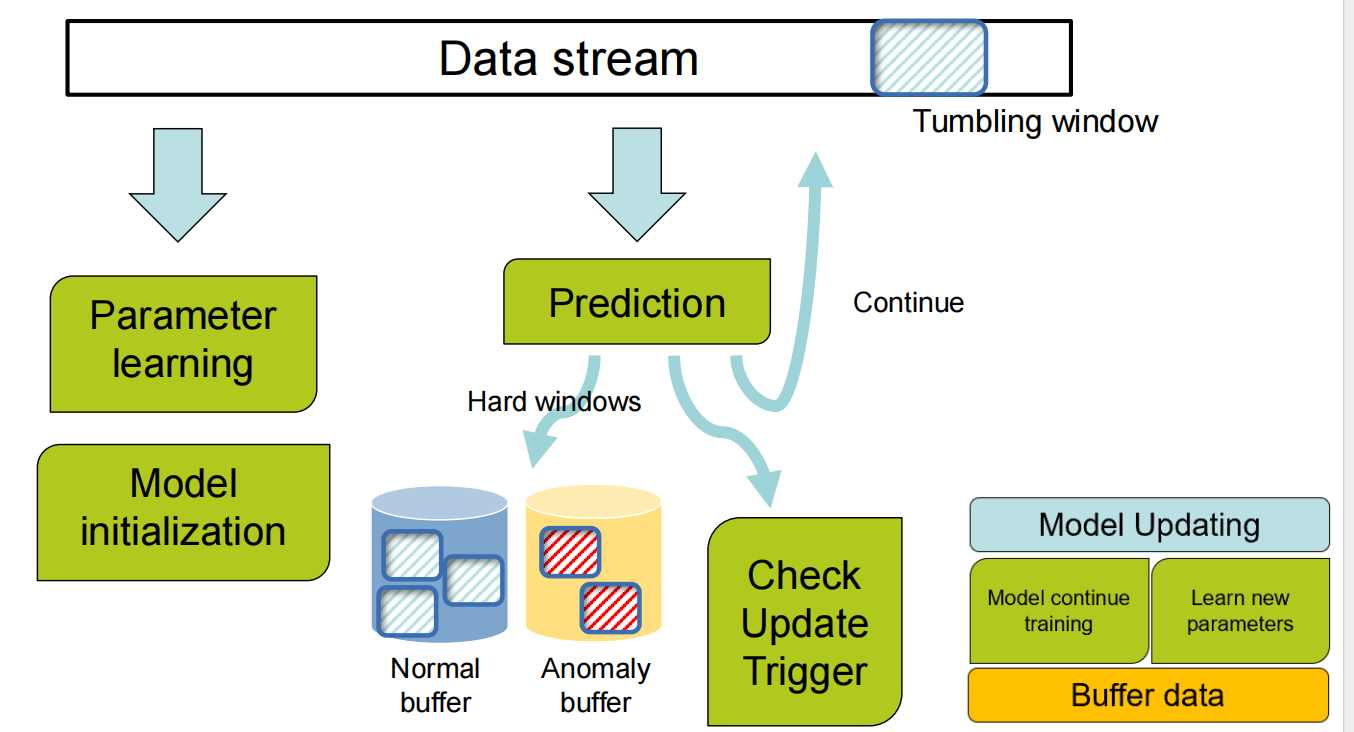 Data stream
Tumbling window
Parameter
learning
Prediction
Continue
Hard windows
Model
initialization
Normal
buffer
Anomaly
buffer
Check
Update
Trigger
Model Updating
Model continue
training
Learn new
parameters
Buffer data